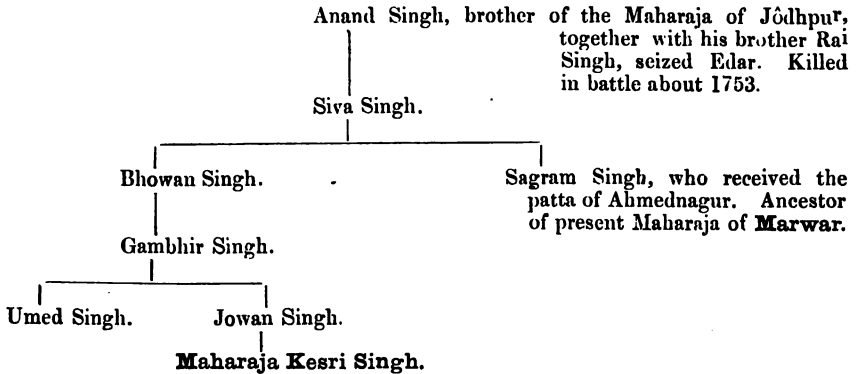 Anand Singh, brother of the Maharaja of Jôdhpur,
together with his brother Rai
Singh, seized Edar. Killed
in battle about 1753.
Siva Singh.
Bhowan Singh.
Sagram Singh, who received the
patta of Ahmednagur. Ancestor
of present Maharaja of Marwar.
Gambhir Singh.
Umed Singh.
Jowan Singh.
Maharaja Kesri Singh.